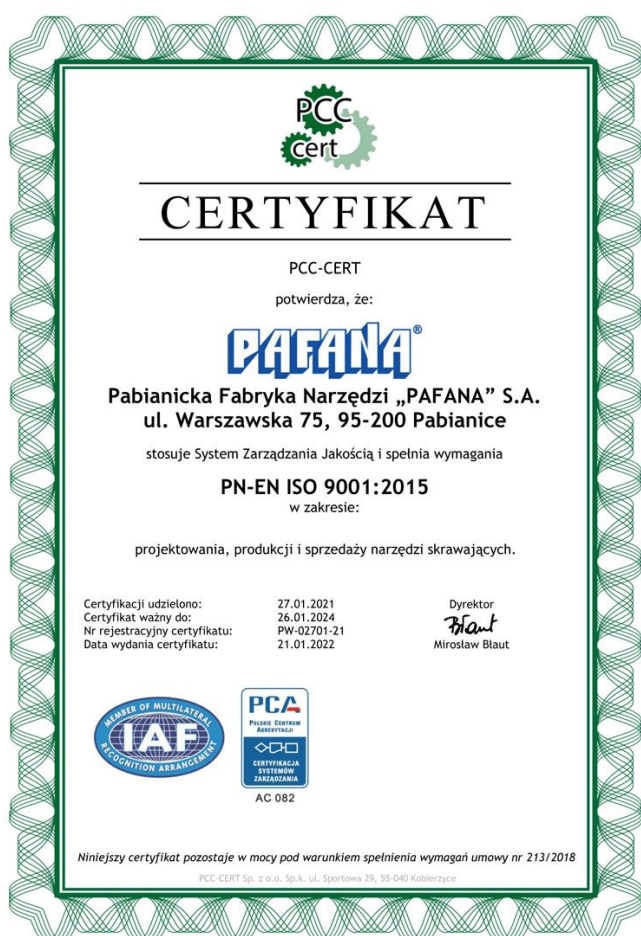 PCC
cert
CERTYFIKAT
PCC-CERT
potwierdza, że:
PAFANA®
Pabianicka Fabryka Narzędzi „PAFANA” S.A.
ul. Warszawska 75, 95-200 Pabianice
stosuje System Zarządzania Jakością i spełnia wymagania
PN-EN ISO 9001:2015
w zakresie:
projektowania, produkcji i sprzedaży narzędzi skrawających.
Certyfikacji udzielono: 27.01.2021
Certyfikat ważny do: 26.01.2024
Nr rejestracyjny certyfikatu: PW-02701-21
Data wydania certyfikatu: 21.01.2022
Dyrektor
Błaut
Mirosław Błaut
MEMBER OF MULTILATERAL
IAF
RECOGNITION ARRANGEMENT
PCA
POLSKIE CENTRUM
AKREDYTACJI
CERTYFIKACJA
SYSTEMÓW
ZARZĄDZANIA
AC 082
Niniejszy certyfikat pozostaje w mocy pod warunkiem spełnienia wymagań umowy nr 213/2018
PCC-CERT Sp. z o.o. Sp.k. ul. Sportowa 29, 55-040 Kobierzyce